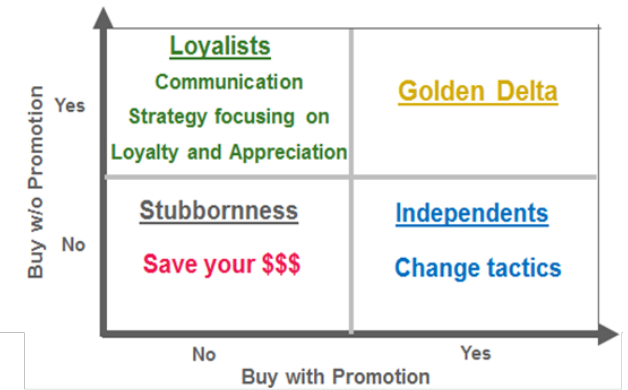 Loyalists
Communication
Strategy focusing on
Loyalty and Appreciation
Golden Delta
Stubbornness
Save your $$$
Independents
Change tactics
Buy w/o Promotion
Yes
No
No
Yes
Buy with Promotion